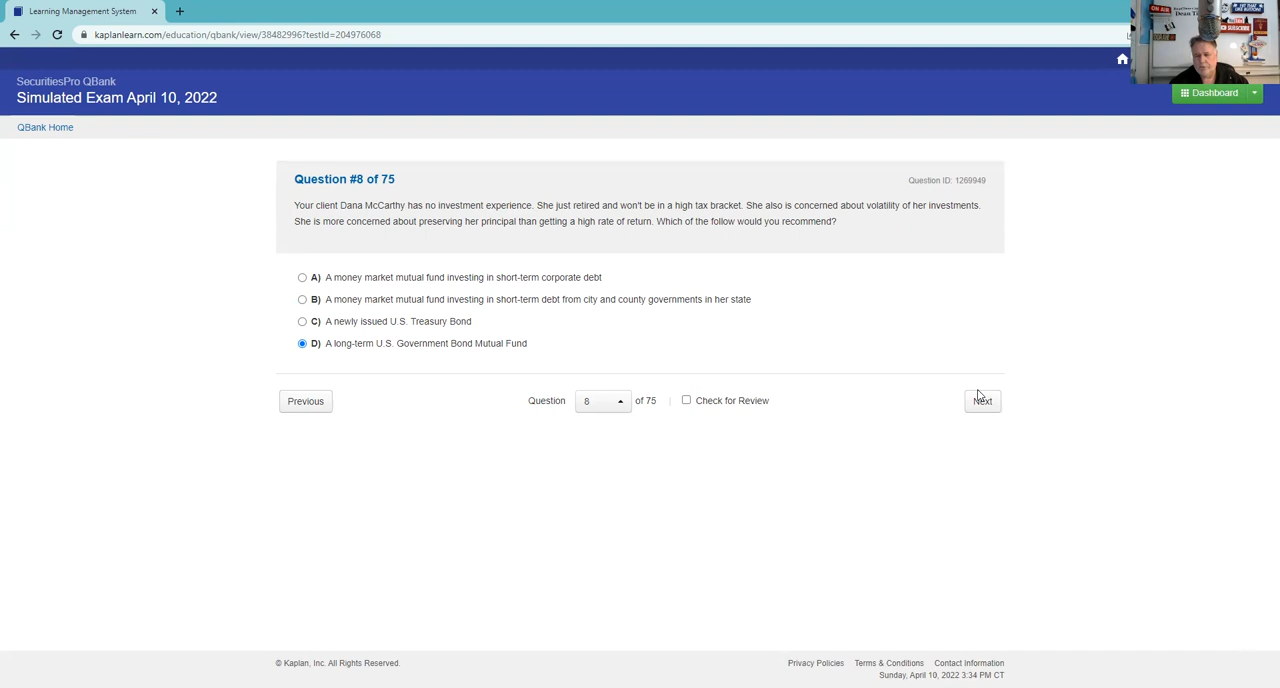 Learning Management System
kaplanlearn.com/education/qbank/view/38482996?testId=204976068
SecuritiesPro QBank
Simulated Exam April 10, 2022
Dashboard
QBank Home
Question #8 of 75
Question ID: 1269949
Your client Dana McCarthy has no investment experience. She just retired and won't be in a high tax bracket. She also is concerned about volatility of her investments.
She is more concerned about preserving her principal than getting a high rate of return. Which of the follow would you recommend?
A) A money market mutual fund investing in short-term corporate debt
B) A money market mutual fund investing in short-term debt from city and county governments in her state
C) A newly issued U.S. Treasury Bond
D) A long-term U.S. Government Bond Mutual Fund
Previous
Question 8 of 75 | Check for Review
Next
© Kaplan, Inc. All Rights Reserved.
Privacy Policies Terms & Conditions Contact Information
Sunday, April 10, 2022 3:34 PM CT
ON AIR
SUBSCRIBE